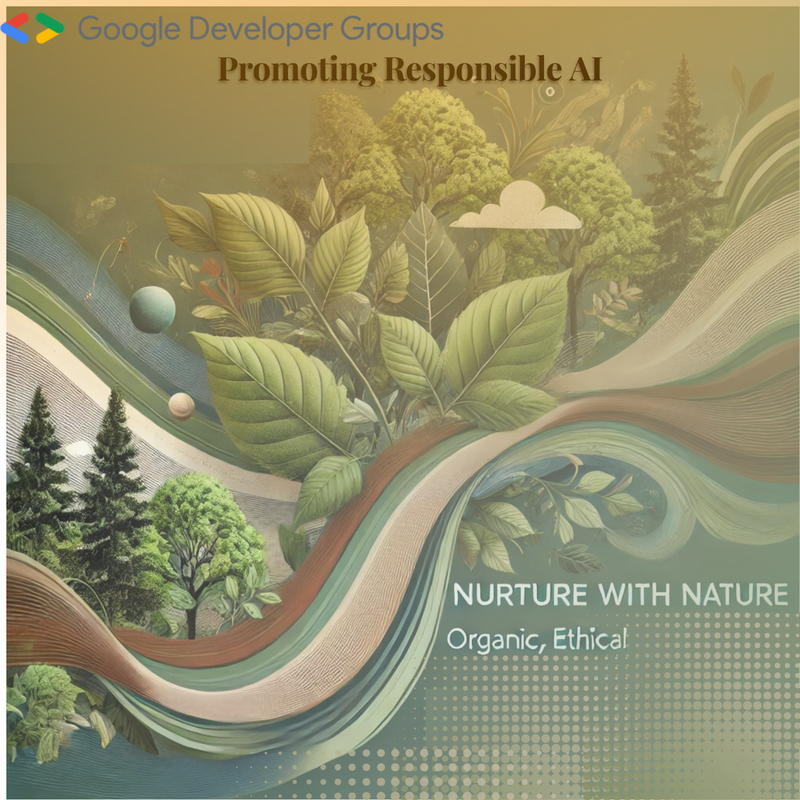 Google Developer Groups
Promoting Responsible AI
NURTURE WITH NATURE
Organic, Ethical